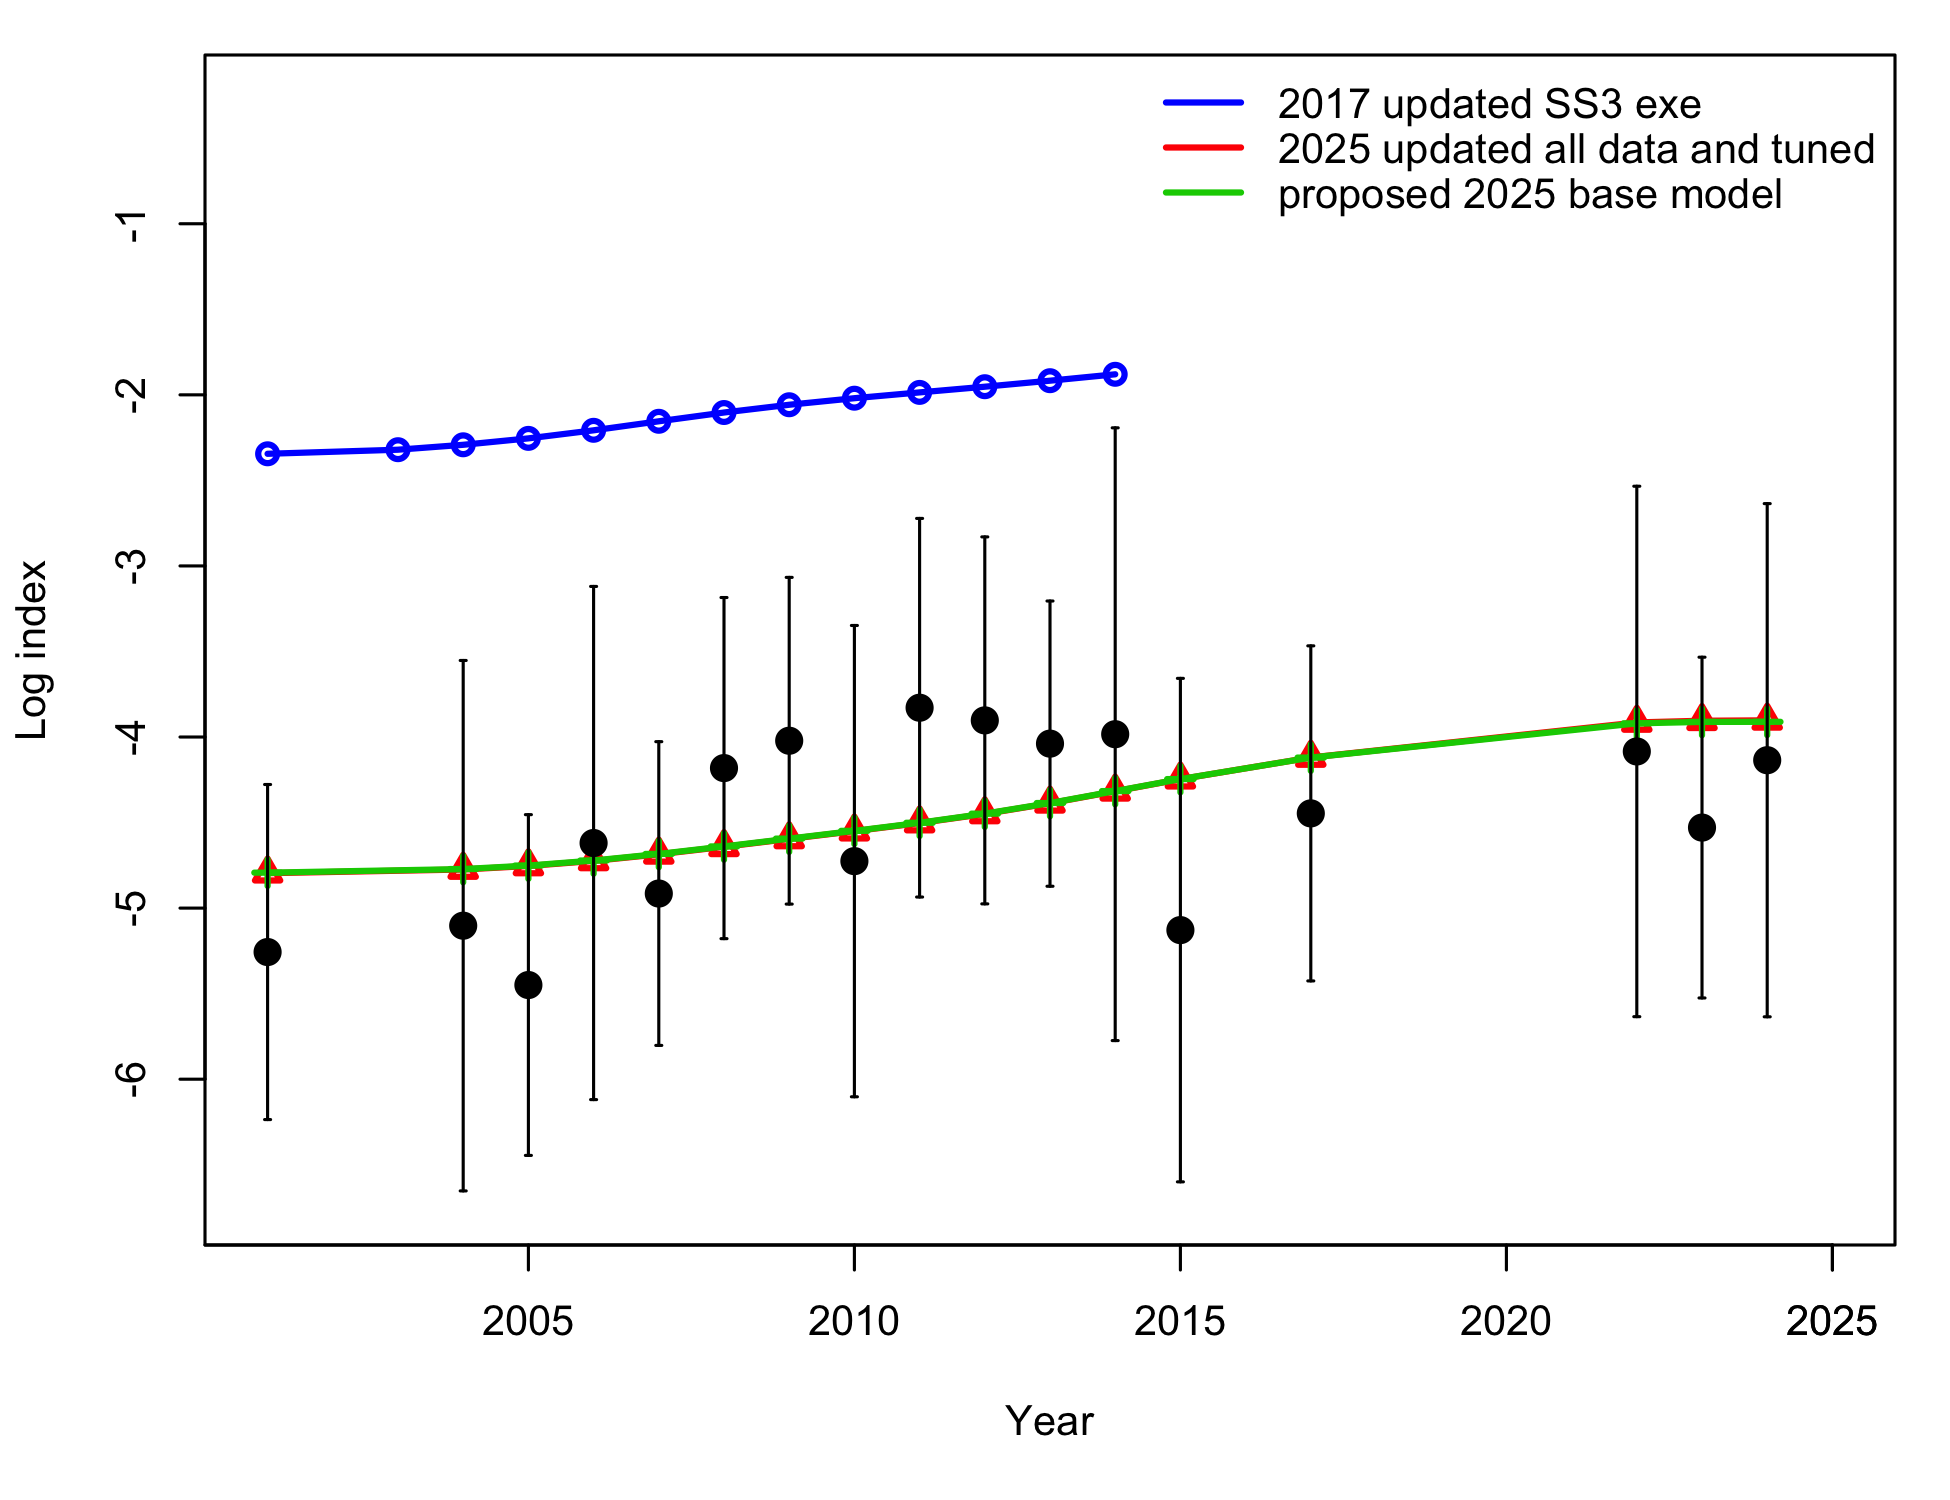 2017 updated SS3 exe
2025 updated all data and tuned
proposed 2025 base model
Log index
-1
-2
-3
-4
-5
-6
2005 2010 2015 2020 2025
Year